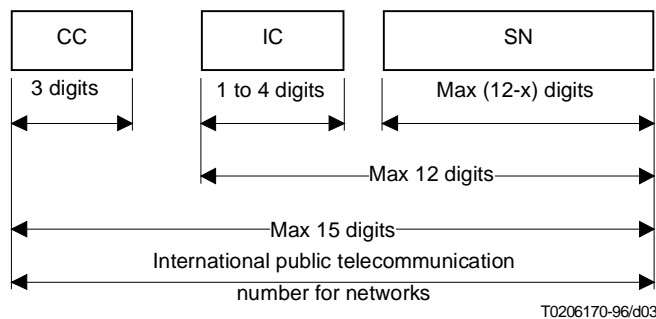 CC IC SN
3 digits 1 to 4 digits Max (12-x) digits
Max 12 digits
Max 15 digits
International public telecommunication
number for networks
T0206170-96/d03